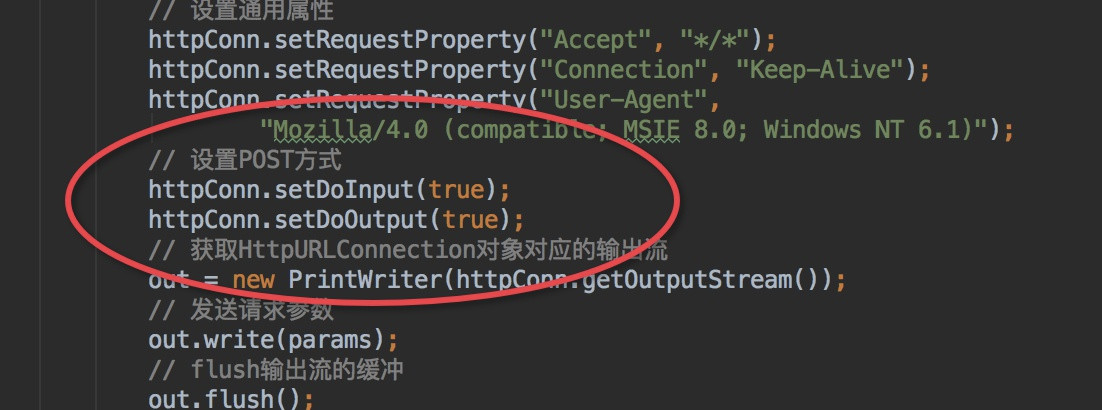 // 设置通用属性
httpConn.setRequestProperty("Accept", "*/*");
httpConn.setRequestProperty("Connection", "Keep-Alive");
httpConn.setRequestProperty("User-Agent",
"Mozilla/4.0 (compatible; MSIE 8.0; Windows NT 6.1)");
// 设置POST方式
httpConn.setDoInput(true);
httpConn.setDoOutput(true);
// 获取HttpURLConnection对象对应的输出流
out = new PrintWriter(httpConn.getOutputStream());
// 发送请求参数
out.write(params);
// flush输出流的缓冲
out.flush();